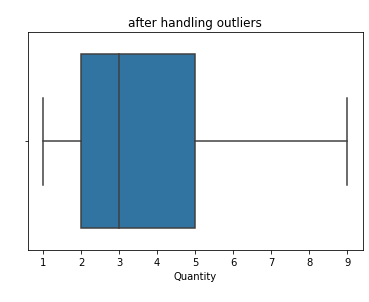 after handling outliers
1 2 3 4 5 6 7 8 9
Quantity